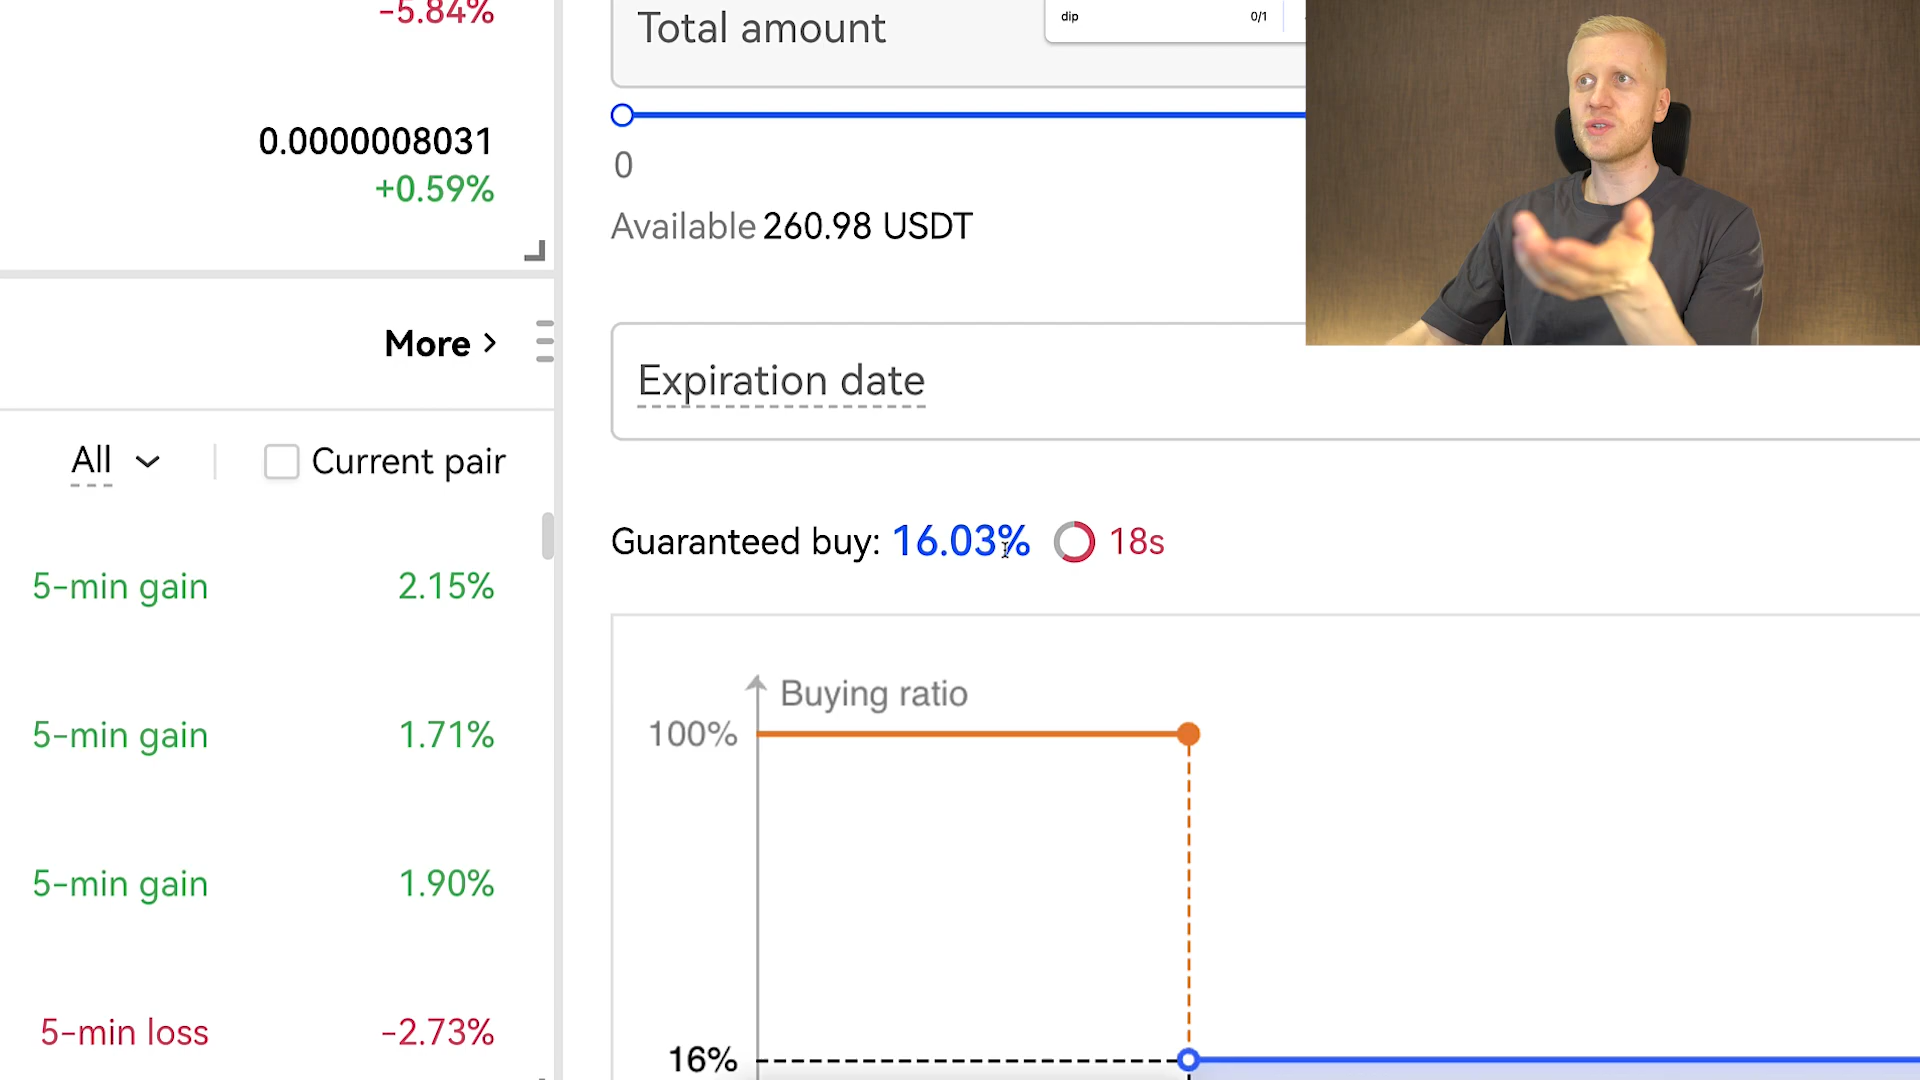 -5.84%
0.0000008031
+0.59%
More >
All
Current pair
5-min gain 2.15%
5-min gain 1.71%
5-min gain 1.90%
5-min loss -2.73%
Total amount
dip 0/1
0
Available 260.98 USDT
Expiration date
Guaranteed buy: 16.03% 18s
Buying ratio
100%
16%